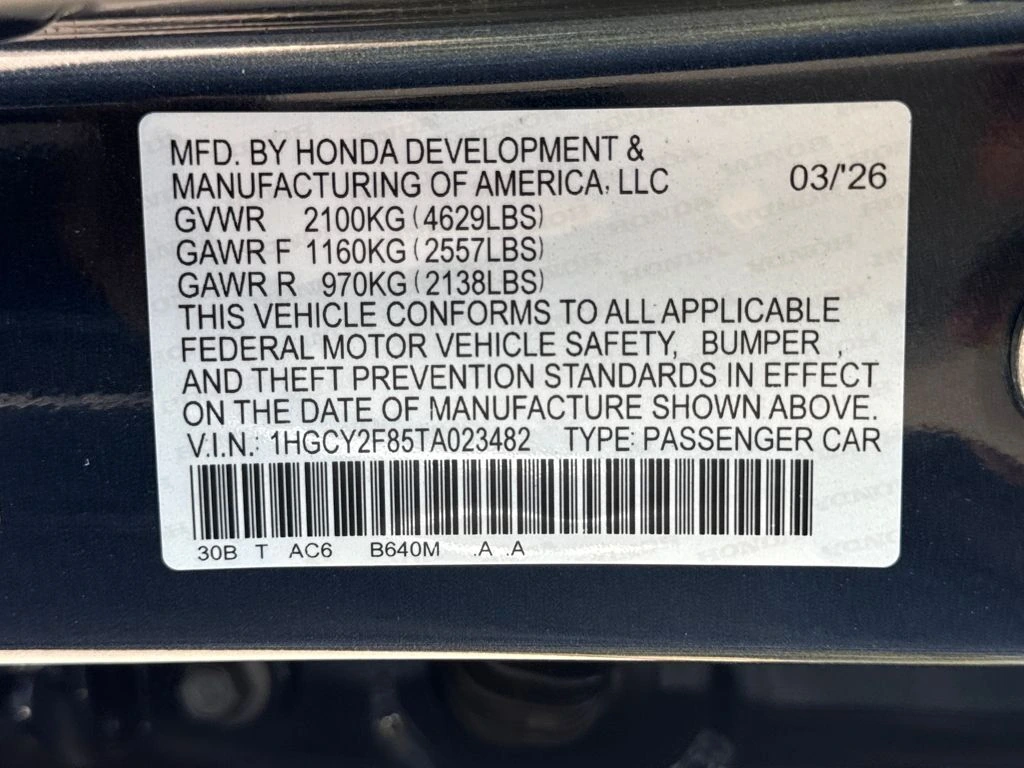 MFD. BY HONDA DEVELOPMENT &
MANUFACTURING OF AMERICA, LLC 03/'26
GVWR 2100KG (4629LBS)
GAWR F 1160KG (2557LBS)
GAWR R 970KG (2138LBS)
THIS VEHICLE CONFORMS TO ALL APPLICABLE
FEDERAL MOTOR VEHICLE SAFETY, BUMPER ,
AND THEFT PREVENTION STANDARDS IN EFFECT
ON THE DATE OF MANUFACTURE SHOWN ABOVE.
V.I.N.: 1HGCY2F85TA023482 TYPE: PASSENGER CAR
30B T AC6 B640M .A .A